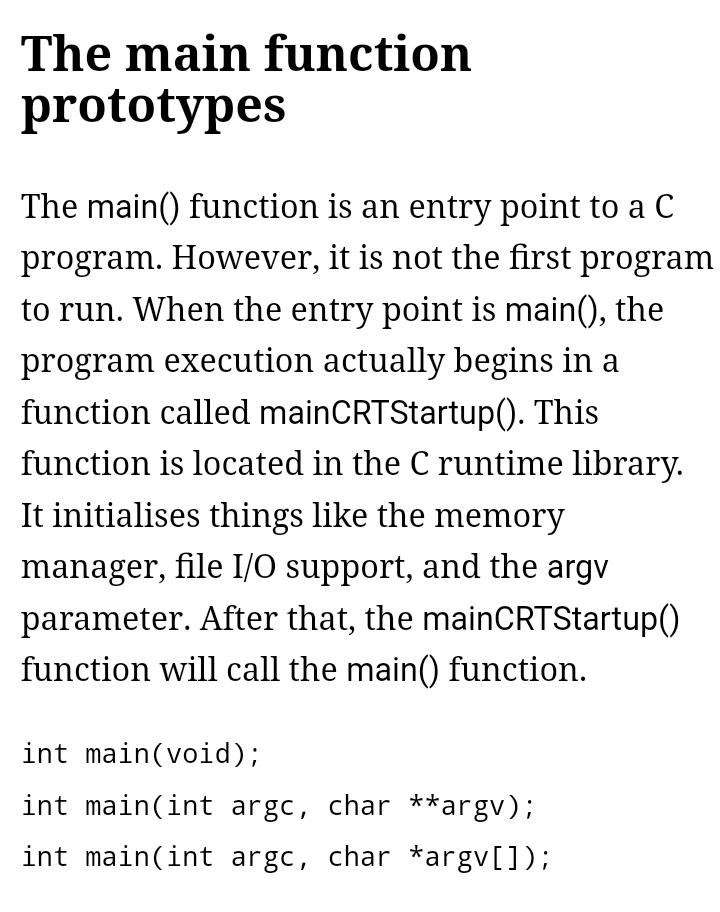 The main function
prototypes
The main() function is an entry point to a C
program. However, it is not the first program
to run. When the entry point is main(), the
program execution actually begins in a
function called mainCRTStartup(). This
function is located in the C runtime library.
It initialises things like the memory
manager, file I/O support, and the argv
parameter. After that, the mainCRTStartup()
function will call the main() function.
int main(void);
int main(int argc, char **argv);
int main(int argc, char *argv[]);